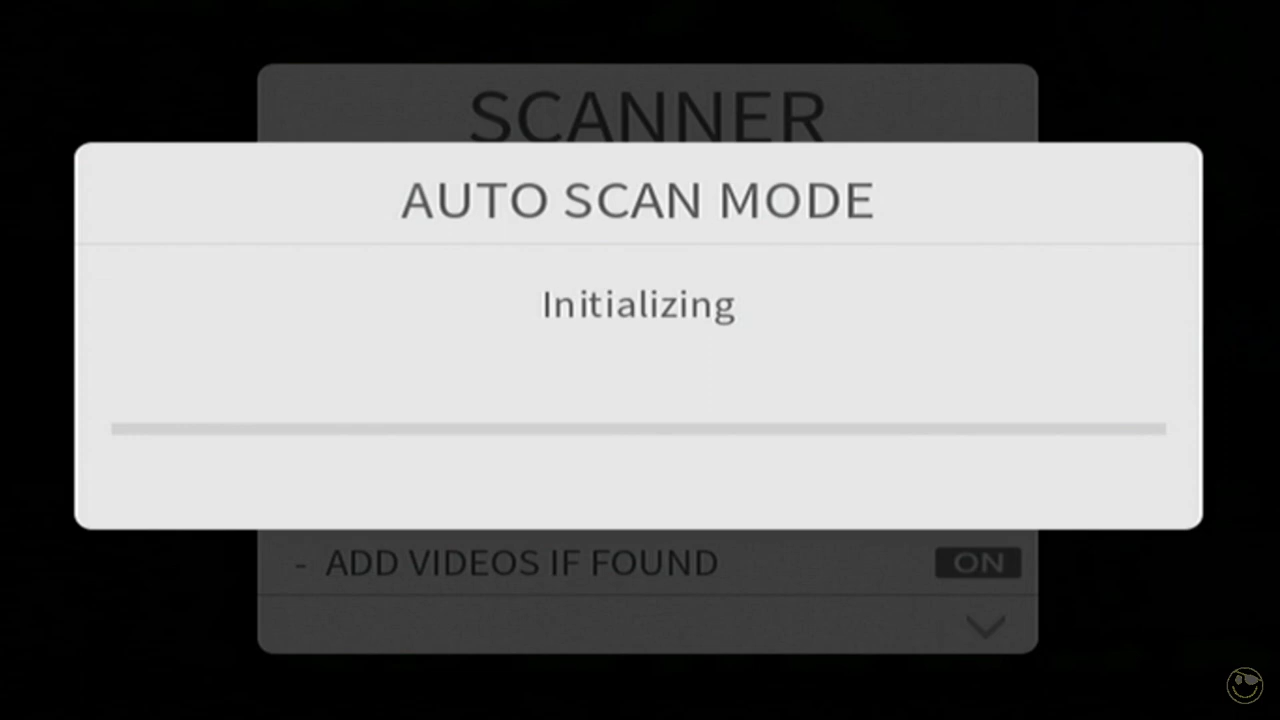 SCANNER
AUTO SCAN MODE
Initializing
- ADD VIDEOS IF FOUND ON